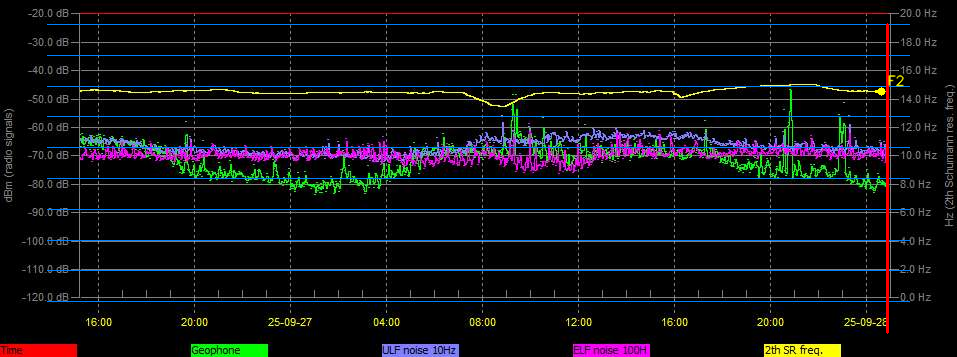 -20.0 dB
20.0 Hz
-30.0 dB
18.0 Hz
-40.0 dB
16.0 Hz
F2
-50.0 dB
14.0 Hz
-60.0 dB
12.0 Hz
-70.0 dB
10.0 Hz
-80.0 dB
8.0 Hz
-90.0 dB
6.0 Hz
-100.0 dB
4.0 Hz
-110.0 dB
2.0 Hz
-120.0 dB
0.0 Hz
dBm (radio signals)
Hz (2th Schumann res. freq.)
16:00 20:00 25-09-27 04:00 08:00 12:00 16:00 20:00 25-09-28
Time Geophone ULF noise 10Hz ELF noise 100H 2th SR freq.